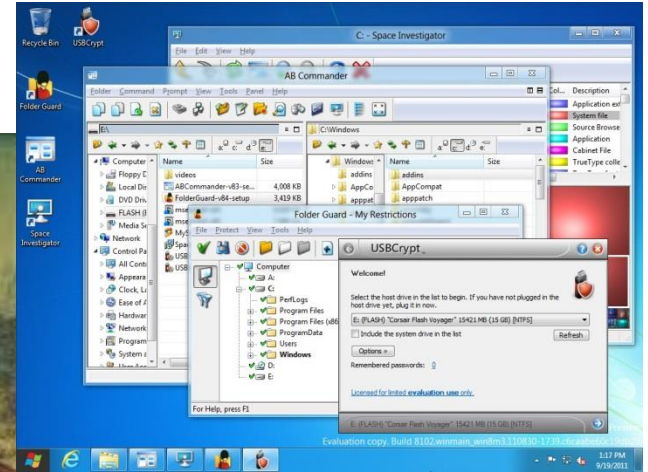 Recycle Bin
USBCrypt
Folder Guard
AB
Commander
Space
Investigator
C: - Space Investigator
File Edit View Help
Col... Description
Application ext
System file
Source Browse
Application
Cabinet File
TrueType colle
AB Commander
Folder Command Prompt View Tools Panel Help
E:\
C:\Windows
Computer
Floppy D
Local Dis
DVD Driv
FLASH (E
Media Se
Network
Control Pa
All Conti
Appeara
Clock, La
Ease of A
Hardwar
Network
Program
System a
Name Size
videos
ABCommander-v83-se... 4,008 KB
FolderGuard-v84-setup 3,419 KB
Windows
addins
AppCo
apppat
Name Size
addins
AppCompat
apppatch
Folder Guard - My Restrictions
File Protect View Tools Help
Computer
A:
C:
PerfLogs
Program Files
Program Files (x86
ProgramData
Users
Windows
D:
E:
For Help, press F1
USBCrypt
Welcome!
Select the host drive in the list to begin. If you have not plugged in the
host drive yet, plug it in now.
E: (FLASH) "Corsair Flash Voyager" 15421 MB (15 GB) [NTFS]
Include the system drive in the list
Refresh
Options »
Remembered passwords: 0
Licensed for limited evaluation use only.
E: (FLASH) "Corsair Flash Voyager" 15421 MB (15 GB) [NTFS]
Evaluation copy. Build 8102.winmain_win8m3.110830-1739.
1:17 PM
9/19/2011